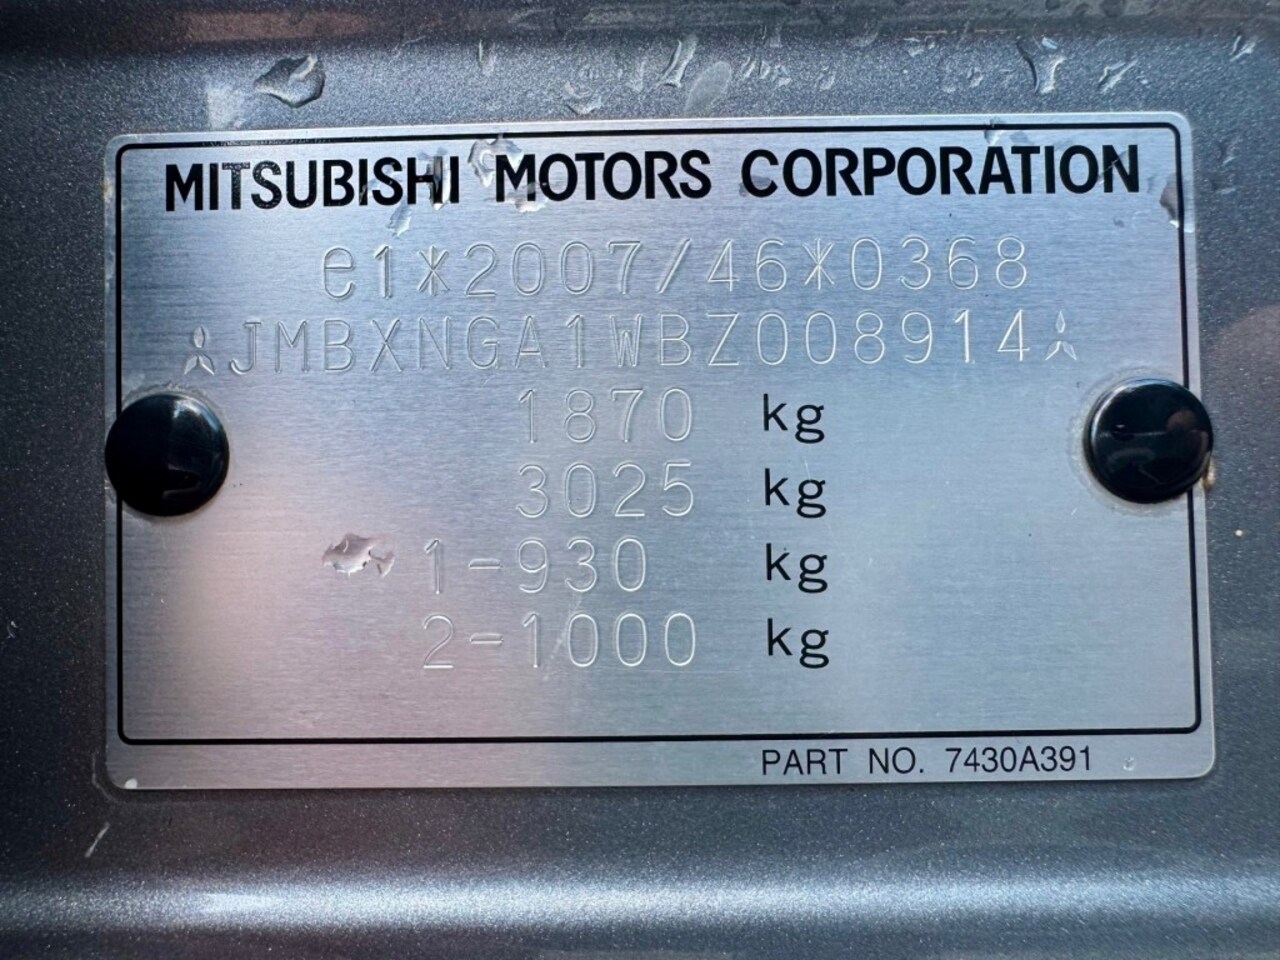 MITSUBISHI MOTORS CORPORATION
e1*2007/46*0368
JMBXNGA1WBZ008914
1870 kg
3025 kg
1-930 kg
2-1000 kg
PART NO. 7430A391